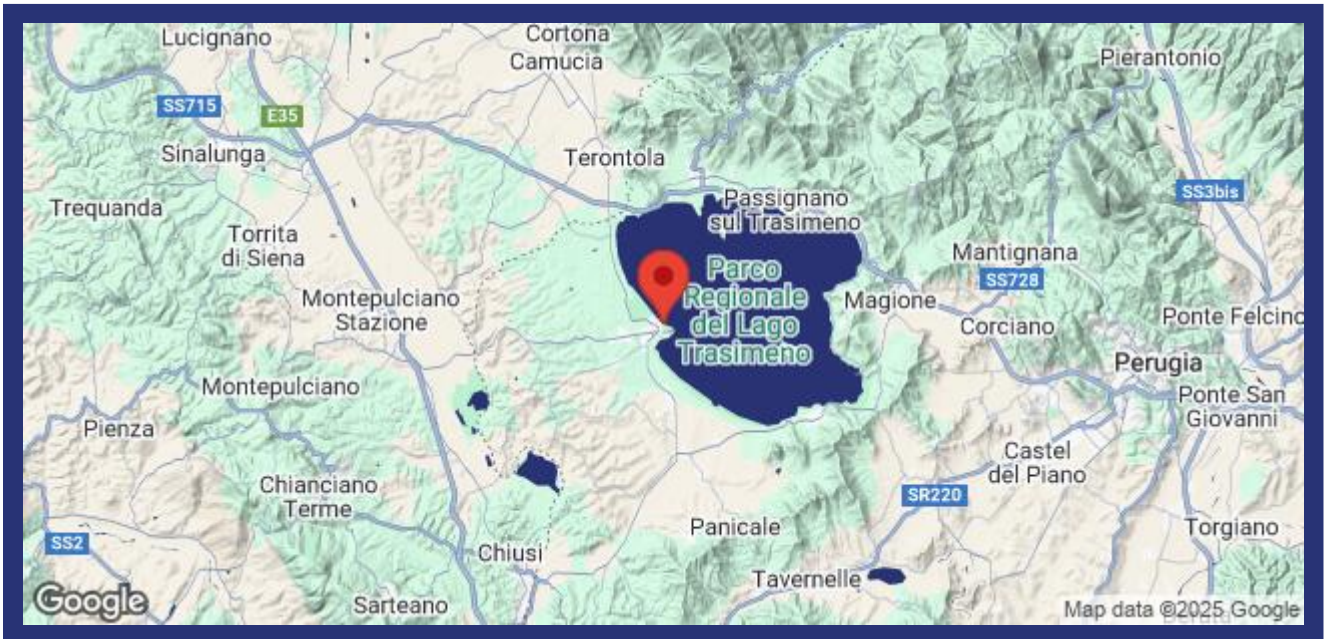 Lucignano
Cortona
Camucia
Pierantonio
SS715
E35
Sinalunga
Terontola
SS3bis
Trequanda
Passignano
sul Trasimeno
Torrita
di Siena
Mantignana
SS728
Parco
Regionale
del Lago
Trasimeno
Montepulciano
Stazione
Magione
Corciano
Ponte Felcino
Perugia
Montepulciano
Ponte San
Giovanni
Pienza
Castel
del Piano
Chianciano
Terme
SR220
Panicale
Torgiano
SS2
Chiusi
Tavernelle
Google
Sarteano
Map data ©2025 Google